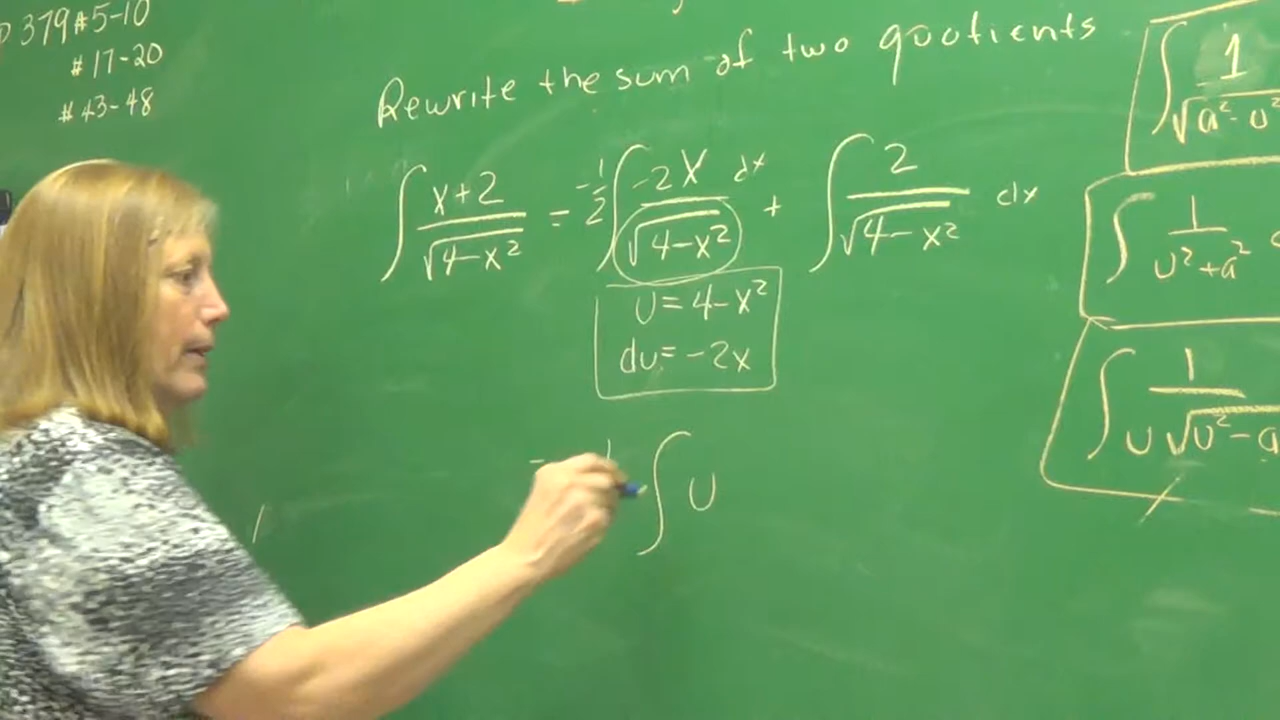 379 #5-10
#17-20
#43-48
Rewrite the sum of two quotients
∫ x+2/√4-x² = -1/2 ∫ -2x/√4-x² dx + ∫ 2/√4-x² dx
u = 4-x²
du = -2x
- 1 ∫ u
∫ 1/√a²-u²
∫ 1/u²+a²
∫ 1/u√u²-a